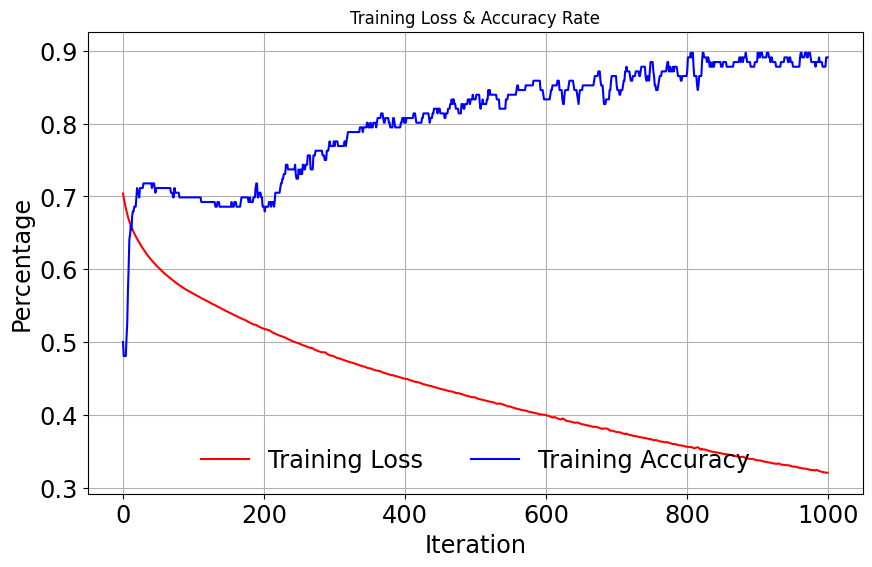 Training Loss & Accuracy Rate
0.9
0.8
0.7
0.6
0.5
0.4
0.3
Percentage
Training Loss
Training Accuracy
0 200 400 600 800 1000
Iteration